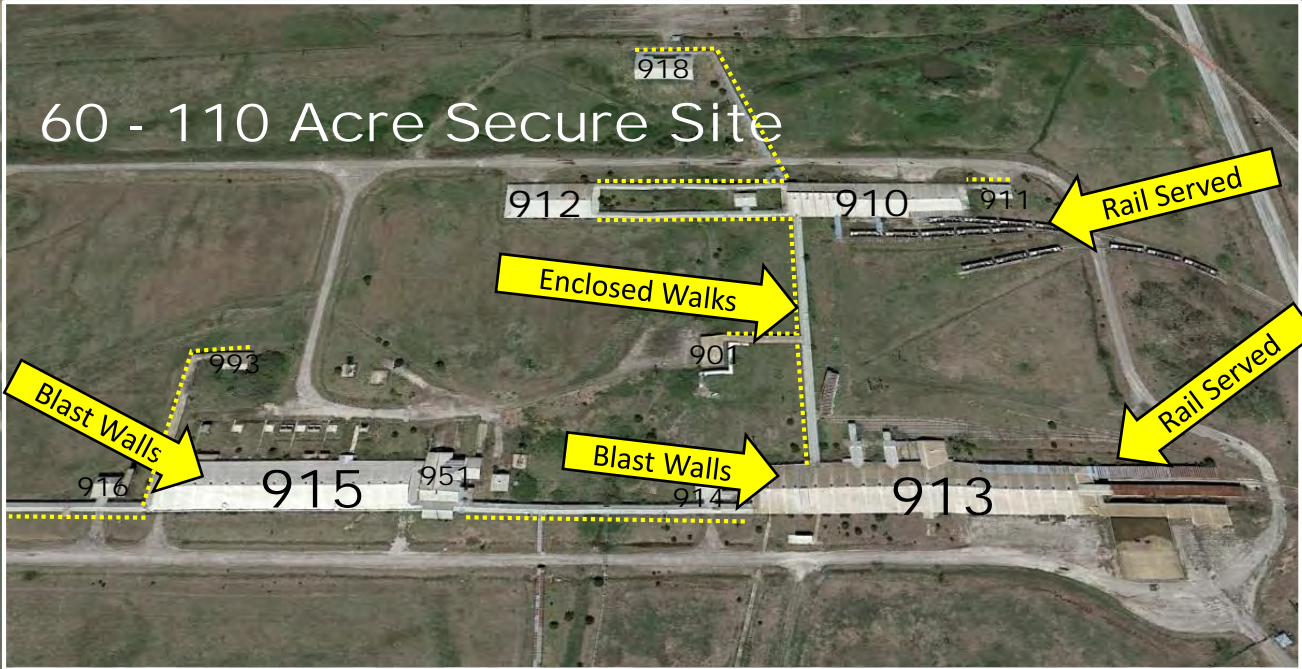 918
60 - 110 Acre Secure Site
Rail Served
912
910
911
Enclosed Walks
901
993
Rail Served
Blast Walls
Blast Walls
916
915
951
914
913